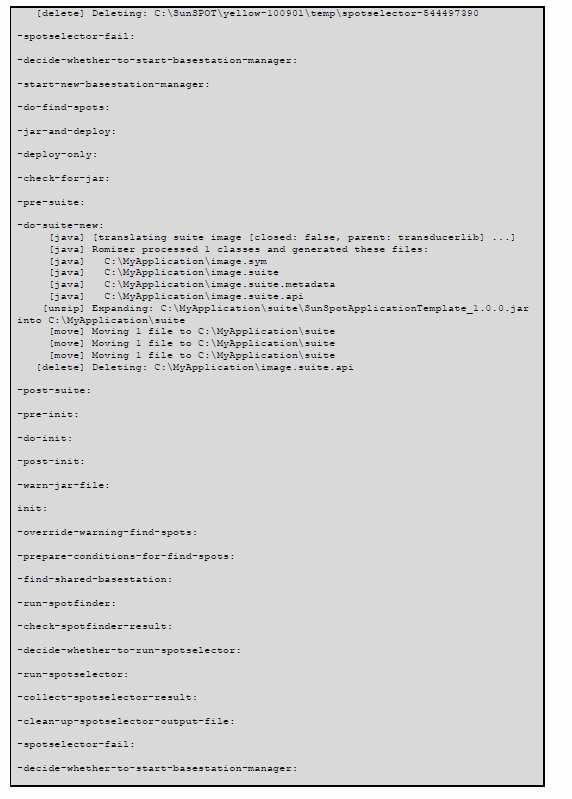 [delete] Deleting: C:\SunSPOT\yellow-100901\temp\spotselector-544497390
-spotselector-fail:
-decide-whether-to-start-basestation-manager:
-start-new-basestation-manager:
-do-find-spots:
-jar-and-deploy:
-deploy-only:
-check-for-jar:
-pre-suite:
-do-suite-new:
[java] [translating suite image [closed: false, parent: transducerlib] ...]
[java] Romizer processed 1 classes and generated these files:
[java]   C:\MyApplication\image.sym
[java]   C:\MyApplication\image.suite
[java]   C:\MyApplication\image.suite.metadata
[java]   C:\MyApplication\image.suite.api
[unzip] Expanding: C:\MyApplication\suite\SunSpotApplicationTemplate_1.0.0.jar
into C:\MyApplication\suite
[move] Moving 1 file to C:\MyApplication\suite
[move] Moving 1 file to C:\MyApplication\suite
[move] Moving 1 file to C:\MyApplication\suite
[delete] Deleting: C:\MyApplication\image.suite.api
-post-suite:
-pre-init:
-do-init:
-post-init:
-warn-jar-file:
init:
-override-warning-find-spots:
-prepare-conditions-for-find-spots:
-find-shared-basestation:
-run-spotfinder:
-check-spotfinder-result:
-decide-whether-to-run-spotselector:
-run-spotselector:
-collect-spotselector-result:
-clean-up-spotselector-output-file:
-spotselector-fail:
-decide-whether-to-start-basestation-manager: